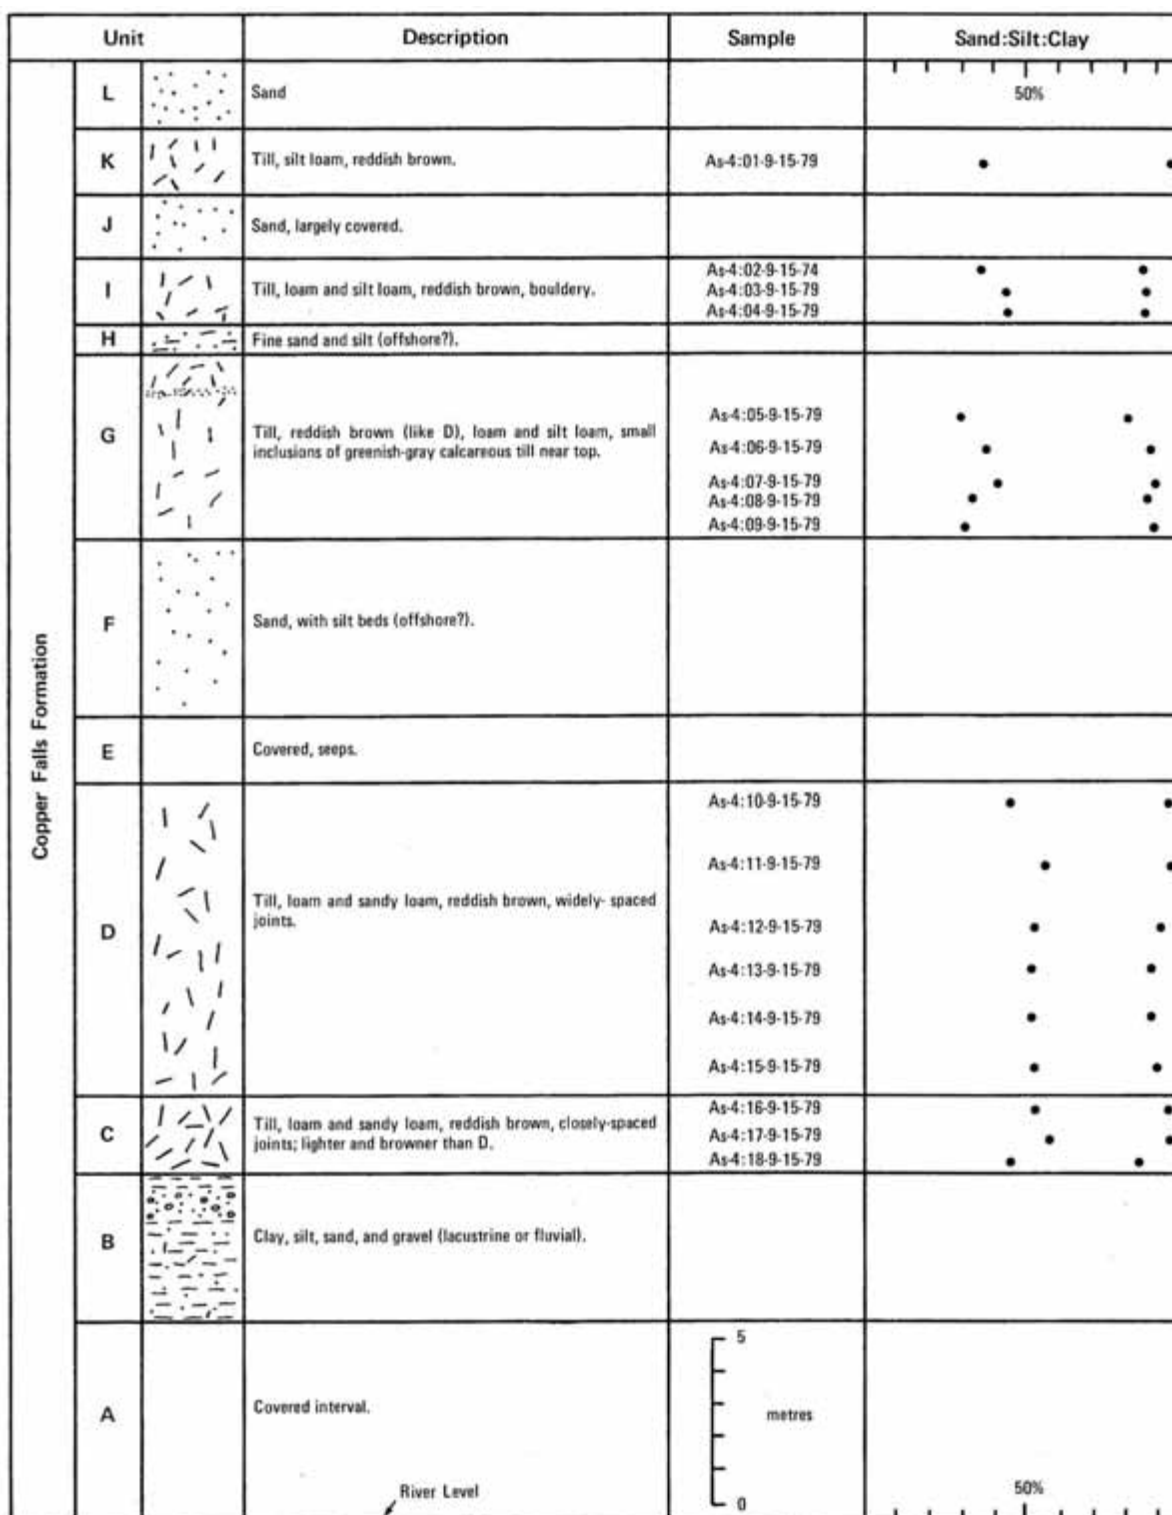 Unit Description Sample Sand:Silt:Clay
Copper Falls Formation
L Sand 50%
K Till, silt loam, reddish brown. As-4:01-9-15-79
J Sand, largely covered.
As-4:02-9-15-74
I Till, loam and silt loam, reddish brown, bouldery. As-4:03-9-15-79
As-4:04-9-15-79
H Fine sand and silt (offshore?).
As-4:05-9-15-79
G Till, reddish brown (like D), loam and silt loam, small
inclusions of greenish-gray calcareous till near top. As-4:06-9-15-79
As-4:07-9-15-79
As-4:08-9-15-79
As-4:09-9-15-79
F Sand, with silt beds (offshore?).
E Covered, seeps.
As-4:10-9-15-79
As-4:11-9-15-79
D Till, loam and sandy loam, reddish brown, widely- spaced
joints. As-4:12-9-15-79
As-4:13-9-15-79
As-4:14-9-15-79
As-4:15-9-15-79
As-4:16-9-15-79
C Till, loam and sandy loam, reddish brown, closely-spaced
joints; lighter and browner than D. As-4:17-9-15-79
As-4:18-9-15-79
B Clay, silt, sand, and gravel (lacustrine or fluvial).
5
A Covered interval. metres
River Level 50%
0